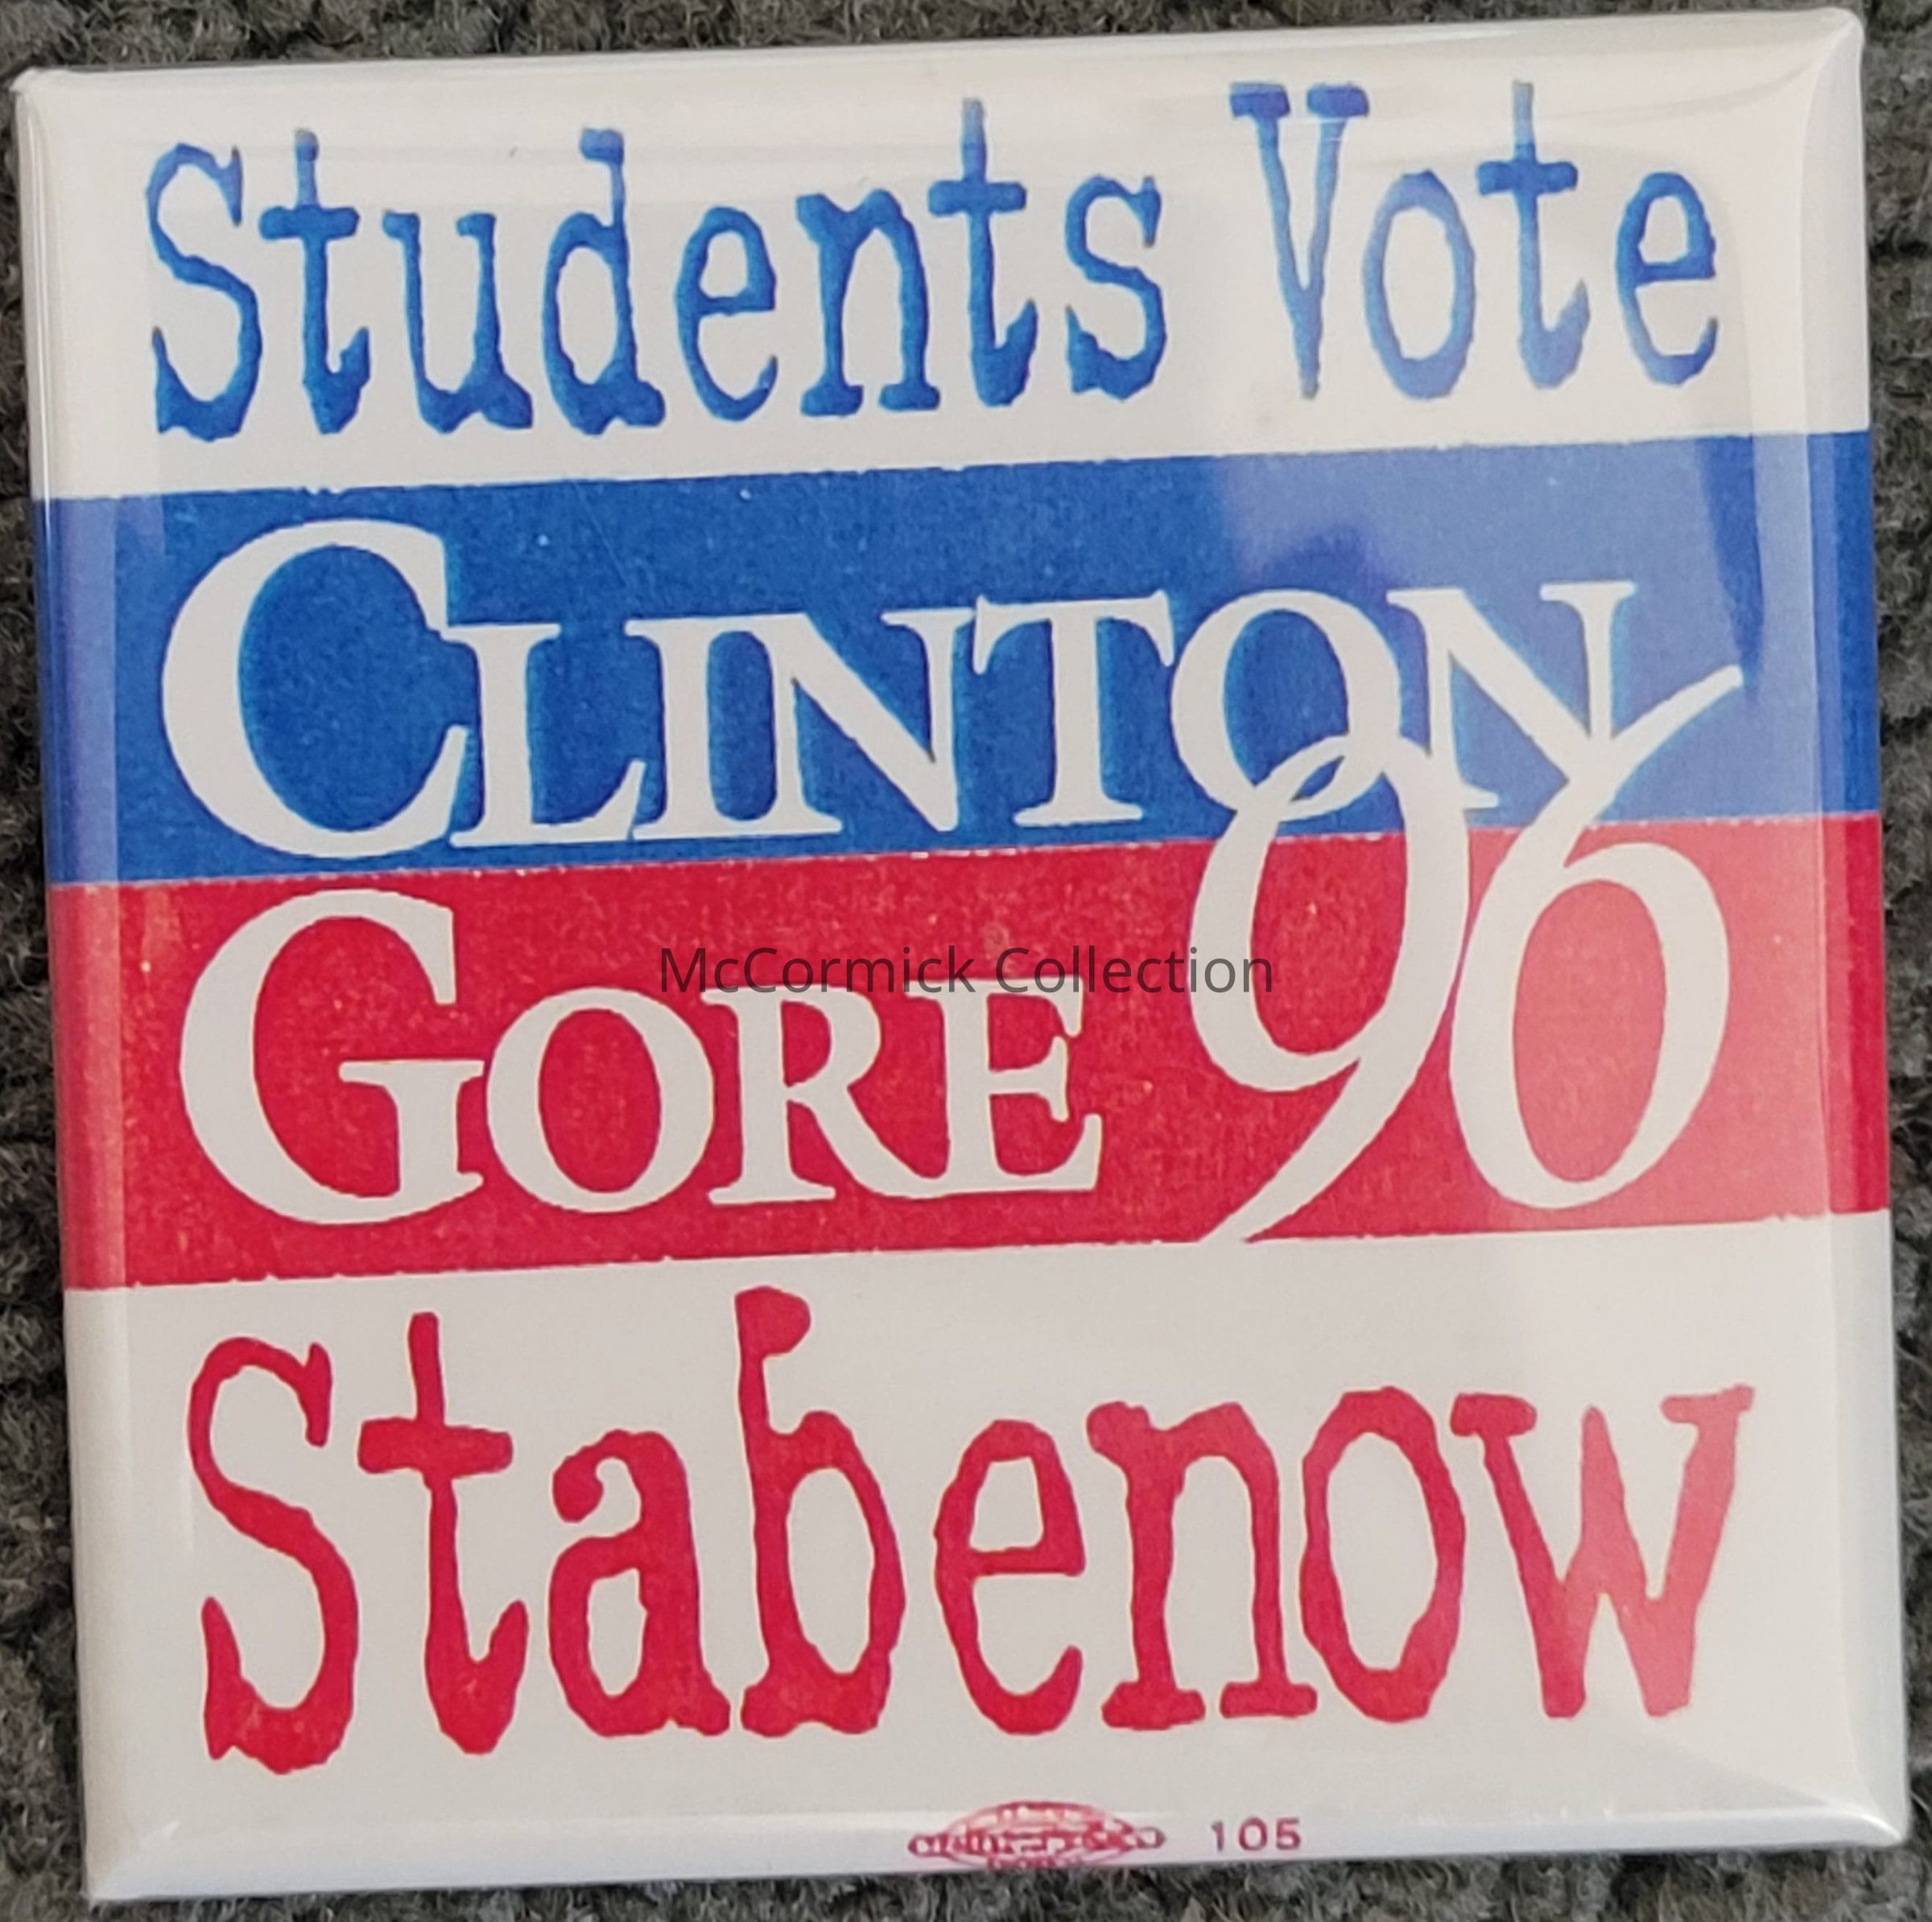 Students Vote
CLINTON
GORE 96
McCormick Collection
Stabenow
105